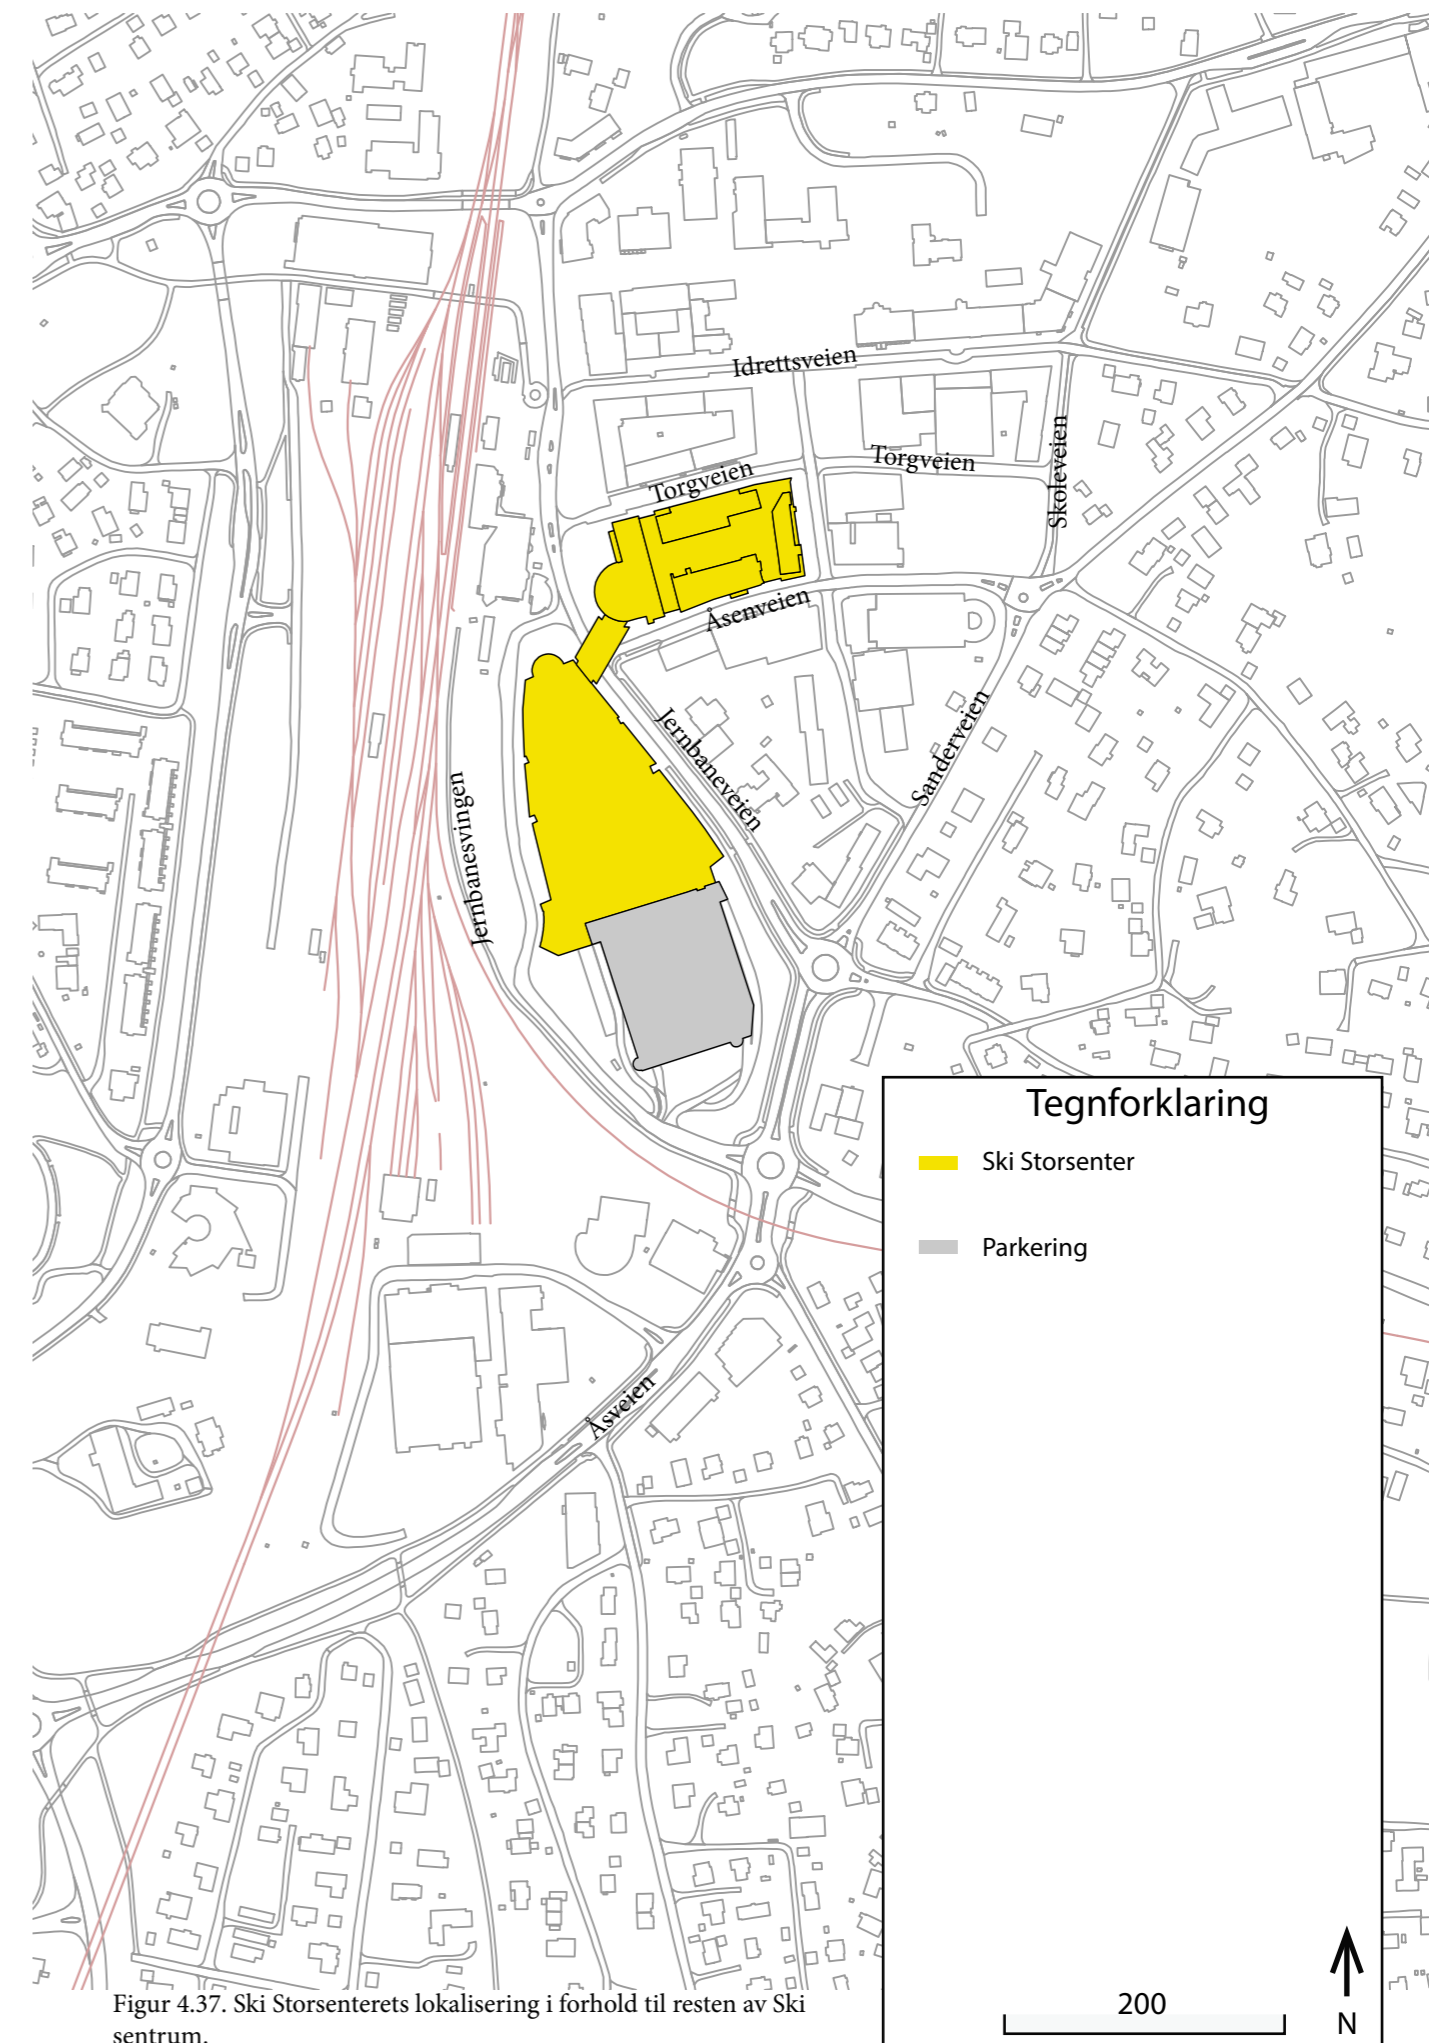 Idrettsveien
Torgveien
Torgveien
Skoleveien
Åsenveien
Jernbaneveien
Sanderveien
Jernbanesvingen
Åsveien
Tegnforklaring
Ski Storsenter
Parkering
200
N
Figur 4.37. Ski Storsenterets lokalisering i forhold til resten av Ski
sentrum.